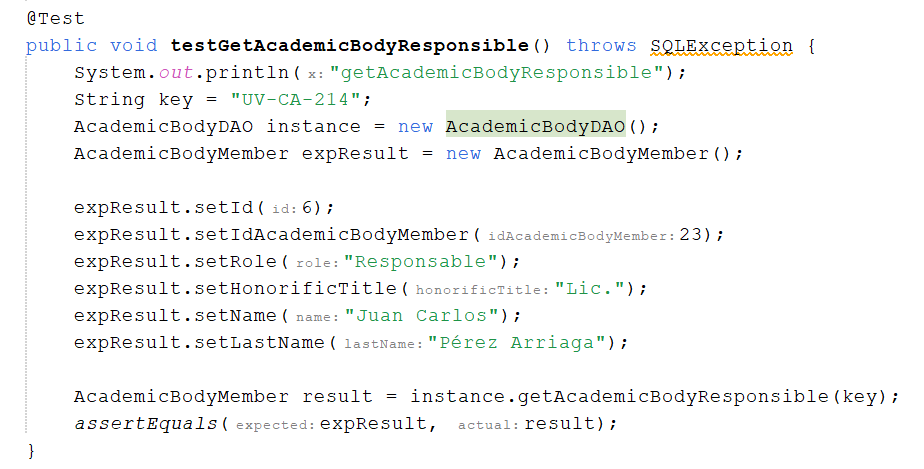 @Test
public void testGetAcademicBodyResponsible() throws SQLException {
System.out.println(x:"getAcademicBodyResponsible");
String key = "UV-CA-214";
AcademicBodyDAO instance = new AcademicBodyDAO();
AcademicBodyMember expResult = new AcademicBodyMember();
expResult.setId(id:6);
expResult.setIdAcademicBodyMember(idAcademicBodyMember:23);
expResult.setRole(role:"Responsable");
expResult.setHonorificTitle(honorificTitle:"Lic.");
expResult.setName(name:"Juan Carlos");
expResult.setLastName(lastName:"Pérez Arriaga");
AcademicBodyMember result = instance.getAcademicBodyResponsible(key);
assertEquals(expected:expResult, actual:result);
}